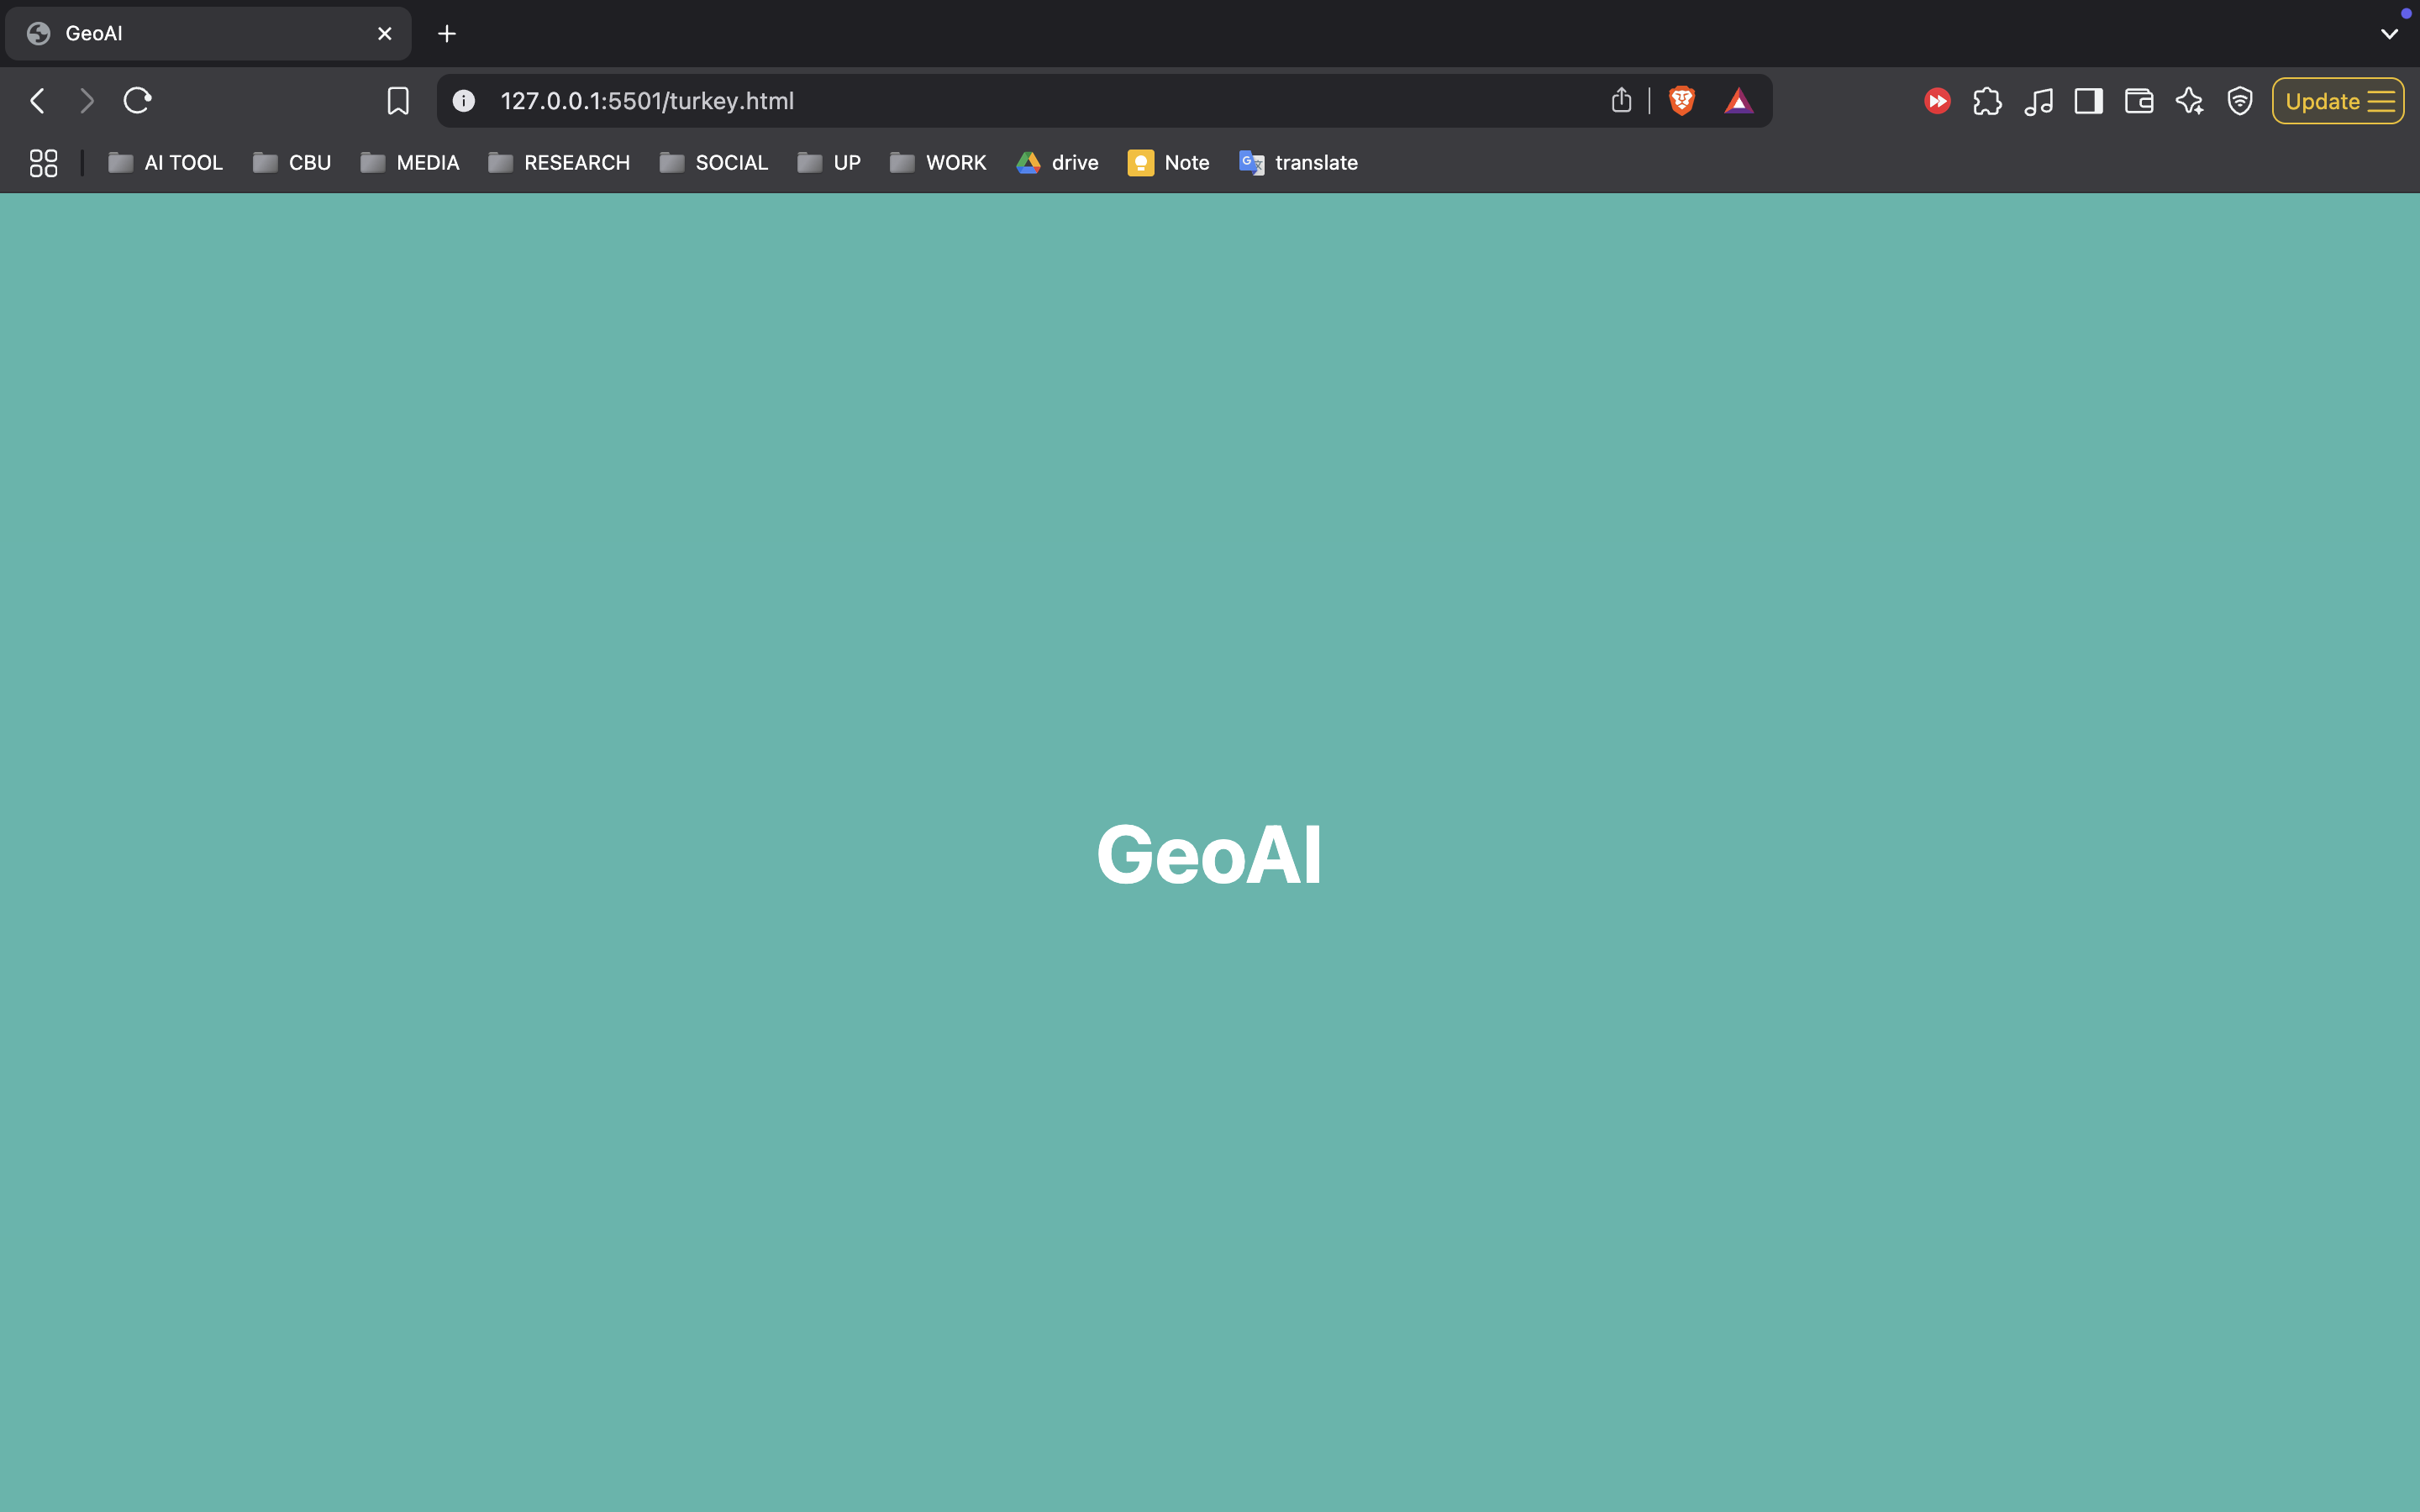 GeoAI
127.0.0.1:5501/turkey.html
Update
AI TOOL CBU MEDIA RESEARCH SOCIAL UP WORK drive Note translate
GeoAI